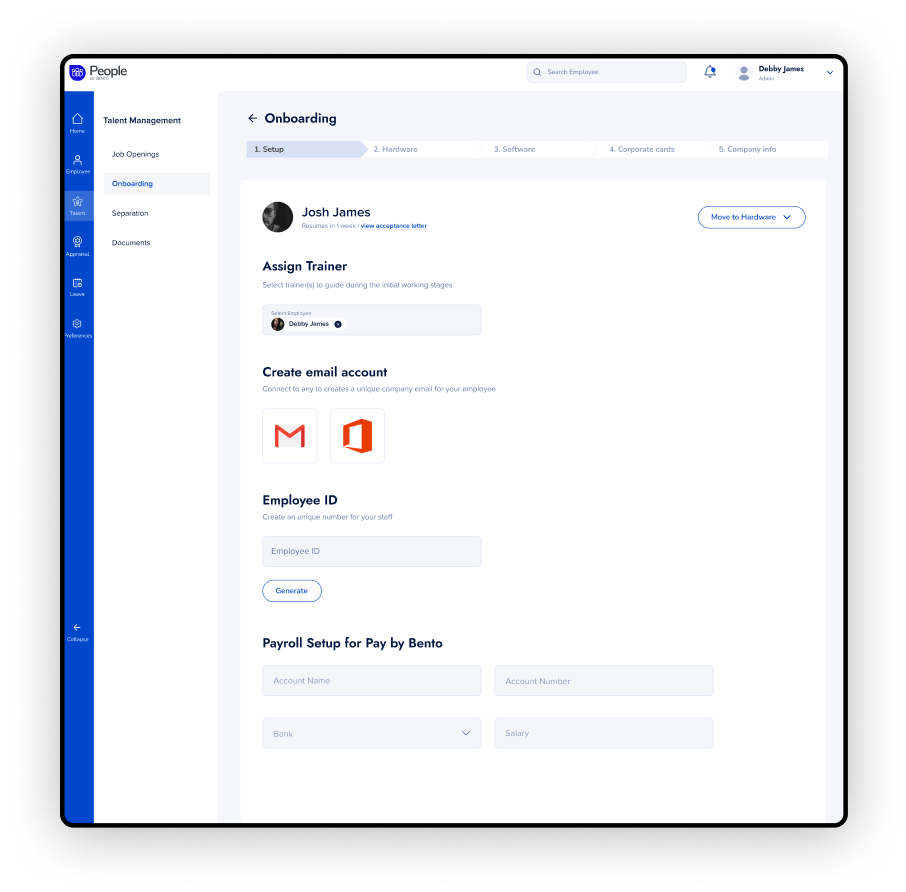 People
BY BENTO
Search Employee
Debby James
Admin
Home
Employee
Talent
Appraisal
Leave
Preferences
Collapse
Talent Management
Job Openings
Onboarding
Separation
Documents
Onboarding
1. Setup
2. Hardware
3. Software
4. Corporate cards
5. Company info
Josh James
Resumes in 1 week | view acceptance letter
Move to Hardware
Assign Trainer
Select trainer(s) to guide during the initial working stages
Select Employee
Debby James
Create email account
Connect to any to creates a unique company email for your employee
Employee ID
Create an unique number for your staff
Employee ID
Generate
Payroll Setup for Pay by Bento
Account Name
Account Number
Bank
Salary